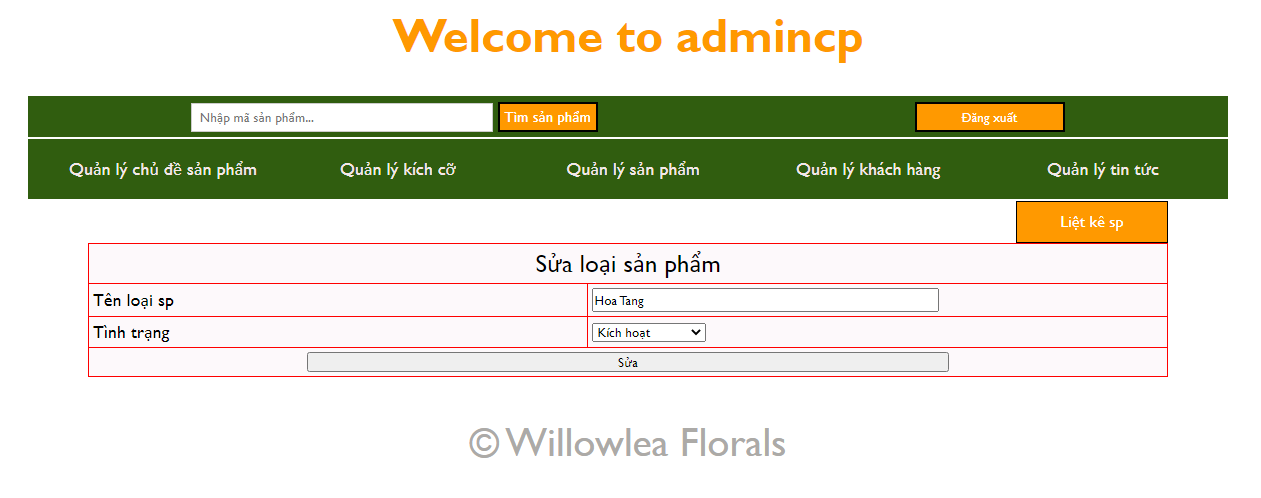 Welcome to admincp
Nhập mã sản phẩm... Tìm sản phẩm Đăng xuất
Quản lý chủ đề sản phẩm Quản lý kích cỡ Quản lý sản phẩm Quản lý khách hàng Quản lý tin tức
Liệt kê sp
Sửa loại sản phẩm
Tên loại sp Hoa Tang
Tình trạng Kích hoạt
Sửa
© Willowlea Florals